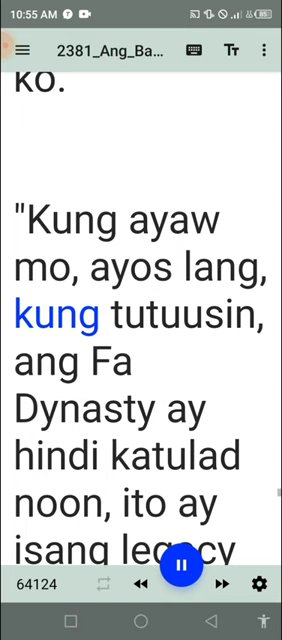 10:55 AM
85
2381_Ang_Ba...
ko.
"Kung ayaw
mo, ayos lang,
kung tutuusin,
ang Fa
Dynasty ay
hindi katulad
noon, ito ay
isang legacy
64124